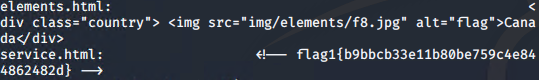 elements.html: <
div class="country"> <img src="img/elements/f8.jpg" alt="flag">Cana
da</div>
service.html: <!-- flag1{b9bbcb33e11b80be759c4e84
4862482d} -->